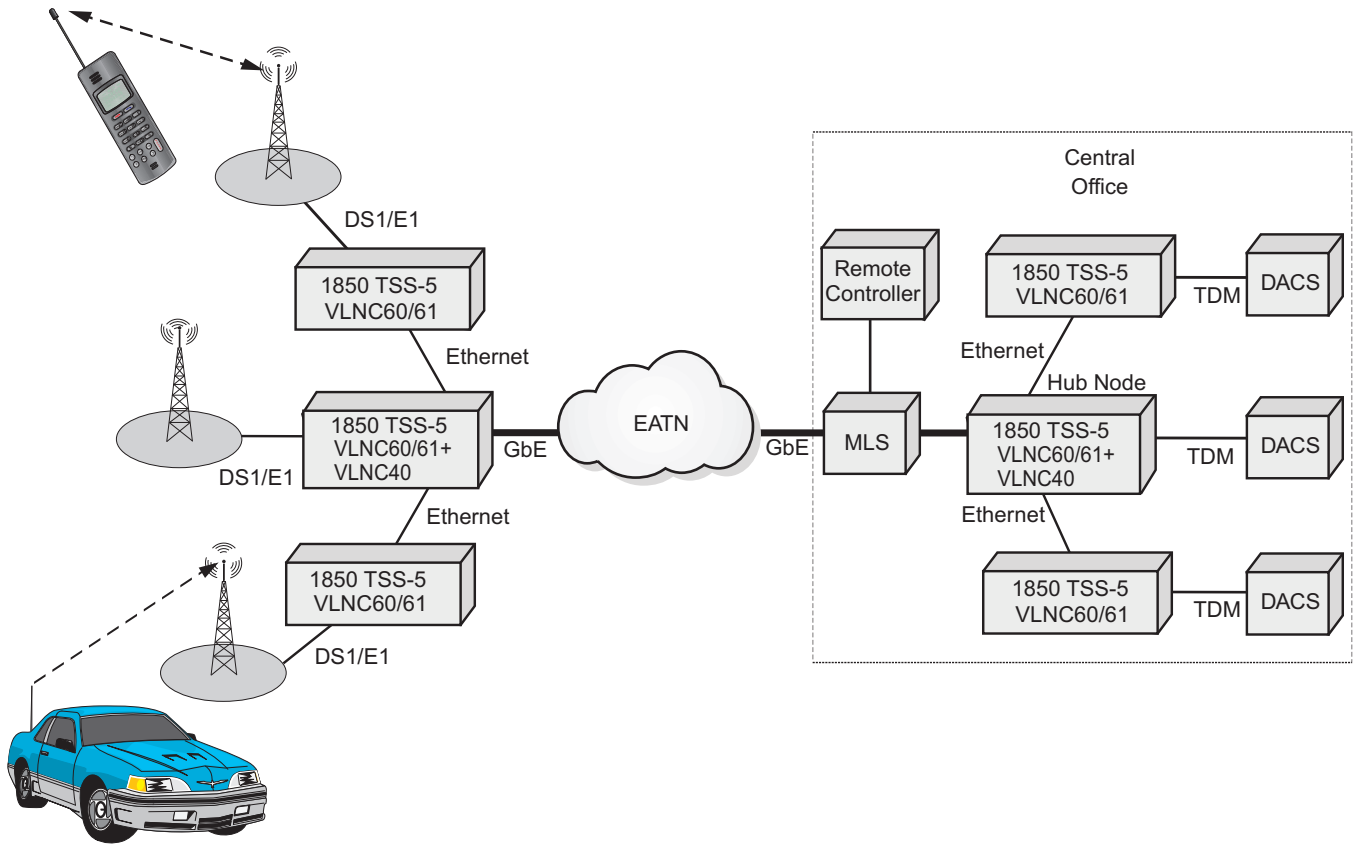 Central
Office
DS1/E1
1850 TSS-5
VLNC60/61
Remote
Controller
1850 TSS-5
VLNC60/61
TDM
DACS
Ethernet
Ethernet
Hub Node
1850 TSS-5
VLNC60/61+
VLNC40
DS1/E1
GbE
EATN
GbE
MLS
1850 TSS-5
VLNC60/61+
VLNC40
TDM
DACS
Ethernet
Ethernet
1850 TSS-5
VLNC60/61
DS1/E1
1850 TSS-5
VLNC60/61
TDM
DACS